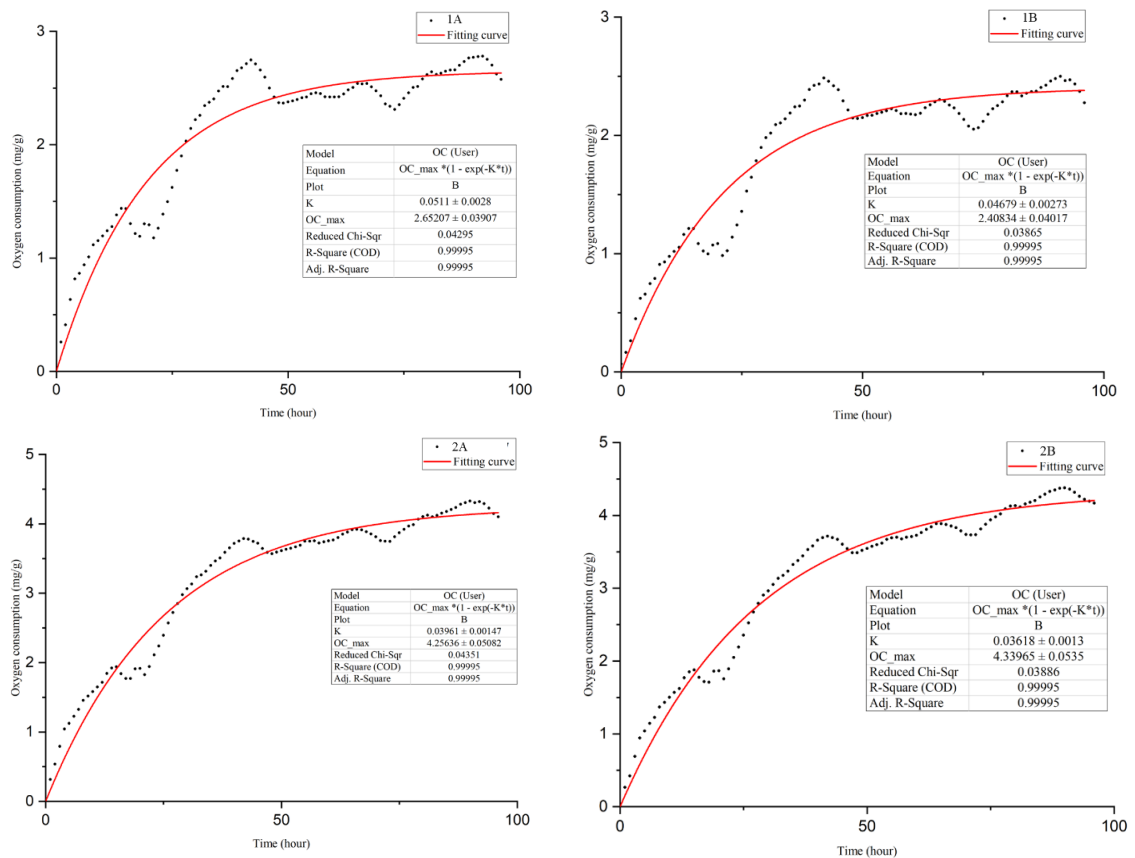 1A
Fitting curve
3
2
1
0
0
50
100
Oxygen consumption (mg/g)
Time (hour)
Model OC (User)
Equation OC_max *(1 - exp(-K*t))
Plot B
K 0.0511 ± 0.0028
OC_max 2.65207 ± 0.03907
Reduced Chi-Sqr 0.04295
R-Square (COD) 0.99995
Adj. R-Square 0.99995
1B
Fitting curve
3
2
1
0
0
50
100
Oxygen consumption (mg/g)
Time (hour)
Model OC (User)
Equation OC_max *(1 - exp(-K*t))
Plot B
K 0.04679 ± 0.00273
OC_max 2.40834 ± 0.04017
Reduced Chi-Sqr 0.03865
R-Square (COD) 0.99995
Adj. R-Square 0.99995
2A
Fitting curve
5
4
3
2
1
0
0
50
100
Oxygen consumption (mg/g)
Time (hour)
Model OC (User)
Equation OC_max *(1 - exp(-K*t))
Plot B
K 0.03961 ± 0.00147
OC_max 4.25636 ± 0.05082
Reduced Chi-Sqr 0.04351
R-Square (COD) 0.99995
Adj. R-Square 0.99995
2B
Fitting curve
5
4
3
2
1
0
0
50
100
Oxygen consumption (mg/g)
Time (hour)
Model OC (User)
Equation OC_max *(1 - exp(-K*t))
Plot B
K 0.03618 ± 0.0013
OC_max 4.33965 ± 0.0535
Reduced Chi-Sqr 0.03886
R-Square (COD) 0.99995
Adj. R-Square 0.99995